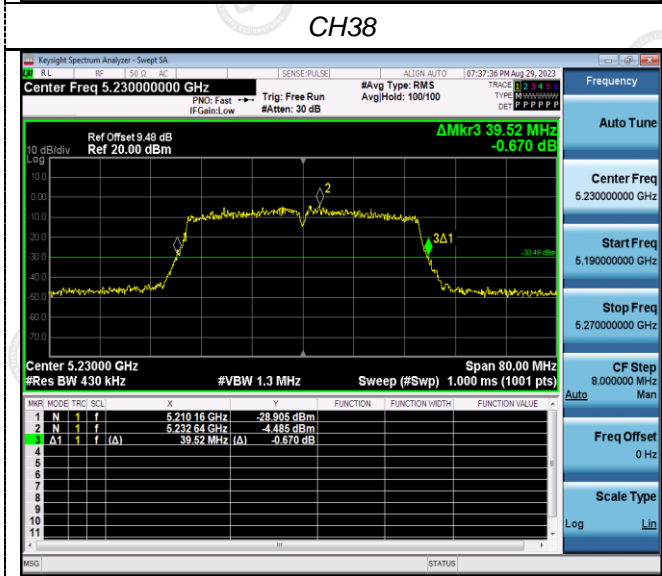 CH38
Keysight Spectrum Analyzer - Swept SA
RL RF 50 Ω AC SENSE:PULSE ALIGN AUTO 07:37:36 PM Aug 29, 2023
Center Freq 5.230000000 GHz
PNO: Fast
IFGain:Low
Trig: Free Run
#Atten: 30 dB
#Avg Type: RMS
Avg|Hold: 100/100
TRACE 1 2 3 4 5 6
TYPE M W W W W W
DET P P P P P P
Frequency
Auto Tune
Center Freq
5.230000000 GHz
Start Freq
5.190000000 GHz
Stop Freq
5.270000000 GHz
CF Step
8.000000 MHz
Auto Man
Freq Offset
0 Hz
Scale Type
Log Lin
ΔMkr3 39.52 MHz
-0.670 dB
Ref Offset 9.48 dB
10 dB/div Ref 20.00 dBm
Log
10.0
0.00
-10.0
-20.0
-30.0
-40.0
-50.0
-60.0
-70.0
2
3Δ1
-30.49 dBm
Center 5.23000 GHz Span 80.00 MHz
#Res BW 430 kHz #VBW 1.3 MHz Sweep (#Swp) 1.000 ms (1001 pts)
MKR MODE TRC SCL X Y FUNCTION FUNCTION WIDTH FUNCTION VALUE
1 N 1 f 5.210 16 GHz -28.905 dBm
2 N 1 f 5.232 64 GHz -4.485 dBm
3 Δ1 1 f (Δ) 39.52 MHz (Δ) -0.670 dB
4
5
6
7
8
9
10
11
MSG STATUS